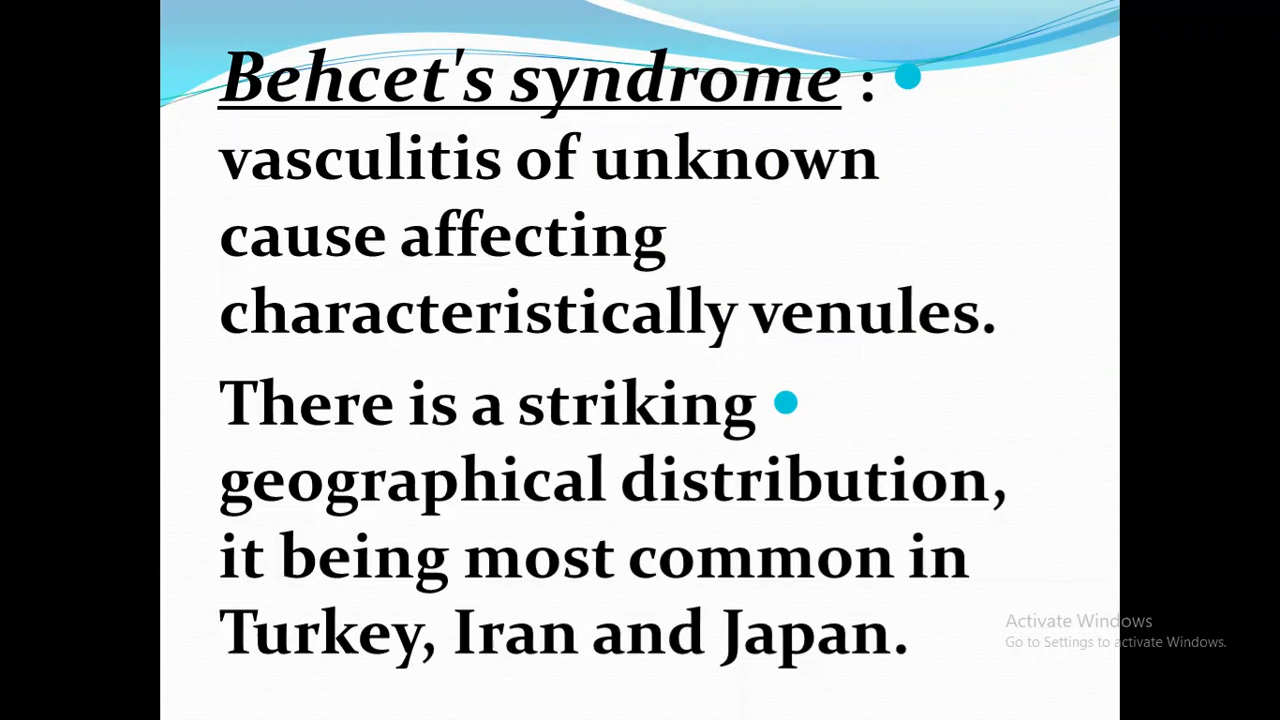 Behcet's syndrome : •
vasculitis of unknown
cause affecting
characteristically venules.
There is a striking •
geographical distribution,
it being most common in
Turkey, Iran and Japan.
Activate Windows
Go to Settings to activate Windows.